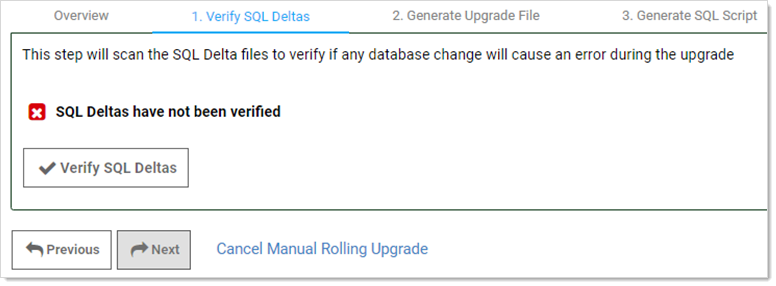 Overview 1. Verify SQL Deltas 2. Generate Upgrade File 3. Generate SQL Script
This step will scan the SQL Delta files to verify if any database change will cause an error during the upgrade
SQL Deltas have not been verified
Verify SQL Deltas
Previous Next Cancel Manual Rolling Upgrade